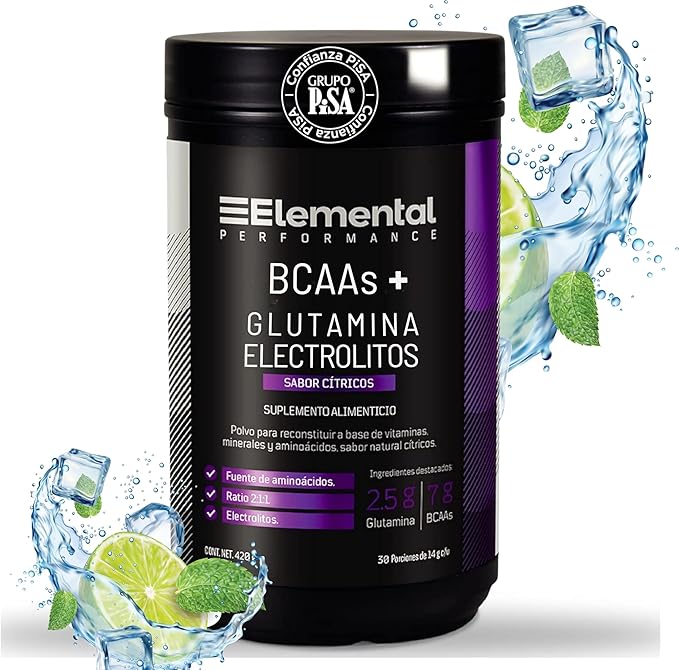 Confianza PiSA
GRUPO
PiSA®
Confianza PiSA
Elemental
PERFORMANCE
BCAAs +
GLUTAMINA
ELECTROLITOS
SABOR CÍTRICOS
SUPLEMENTO ALIMENTICIO
Polvo para reconstituir a base de vitaminas,
minerales y aminoácidos, sabor natural cítricos.
Fuente de aminoácidos.
Ratio 2:1:1.
Electrolitos.
Ingredientes destacados
2.5 g 7 g
Glutamina BCAAs
CONT. NET. 420
30 Porciones de 14 g c/u